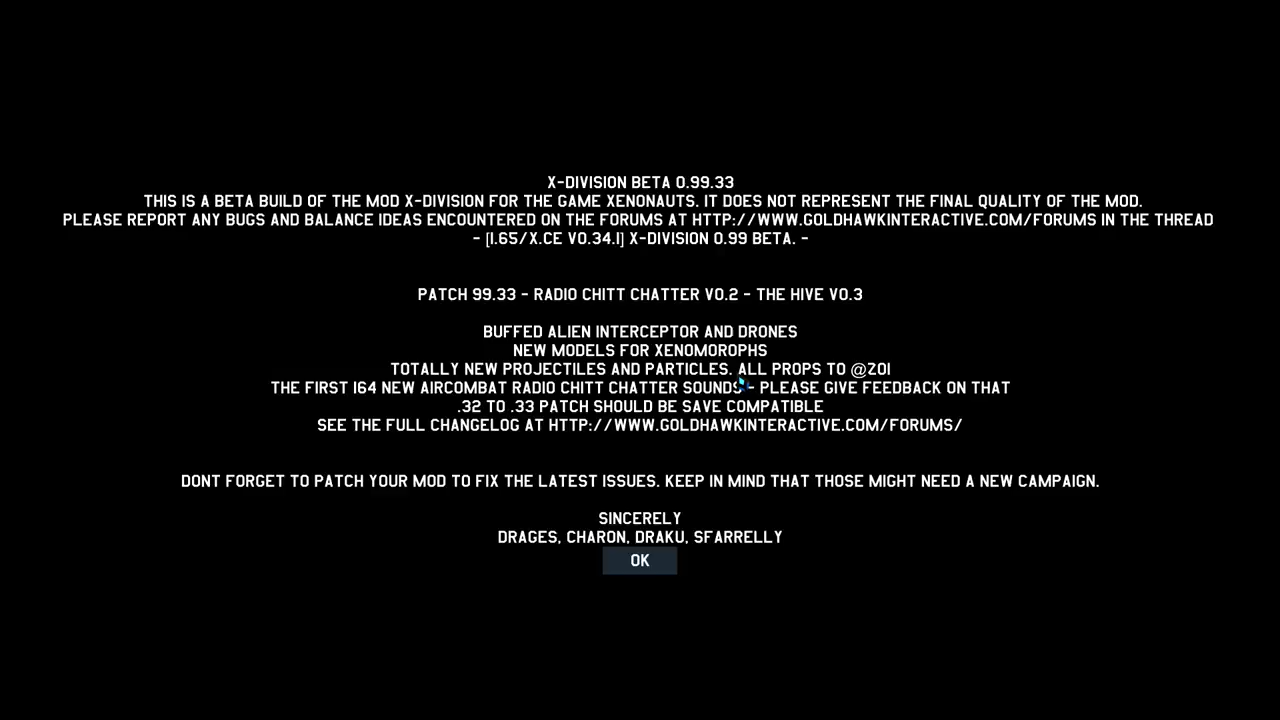 X-DIVISION BETA 0.99.33
THIS IS A BETA BUILD OF THE MOD X-DIVISION FOR THE GAME XENONAUTS. IT DOES NOT REPRESENT THE FINAL QUALITY OF THE MOD.
PLEASE REPORT ANY BUGS AND BALANCE IDEAS ENCOUNTERED ON THE FORUMS AT HTTP://WWW.GOLDHAWKINTERACTIVE.COM/FORUMS IN THE THREAD
- [1.65/X.CE V0.34.1] X-DIVISION 0.99 BETA. -
PATCH 99.33 - RADIO CHITT CHATTER V0.2 - THE HIVE V0.3
BUFFED ALIEN INTERCEPTOR AND DRONES
NEW MODELS FOR XENOMOROPHS
TOTALLY NEW PROJECTILES AND PARTICLES. ALL PROPS TO @ZOI
THE FIRST 164 NEW AIRCOMBAT RADIO CHITT CHATTER SOUNDS - PLEASE GIVE FEEDBACK ON THAT
.32 TO .33 PATCH SHOULD BE SAVE COMPATIBLE
SEE THE FULL CHANGELOG AT HTTP://WWW.GOLDHAWKINTERACTIVE.COM/FORUMS/
DONT FORGET TO PATCH YOUR MOD TO FIX THE LATEST ISSUES. KEEP IN MIND THAT THOSE MIGHT NEED A NEW CAMPAIGN.
SINCERELY
DRAGES, CHARON, DRAKU, SFARRELLY
OK